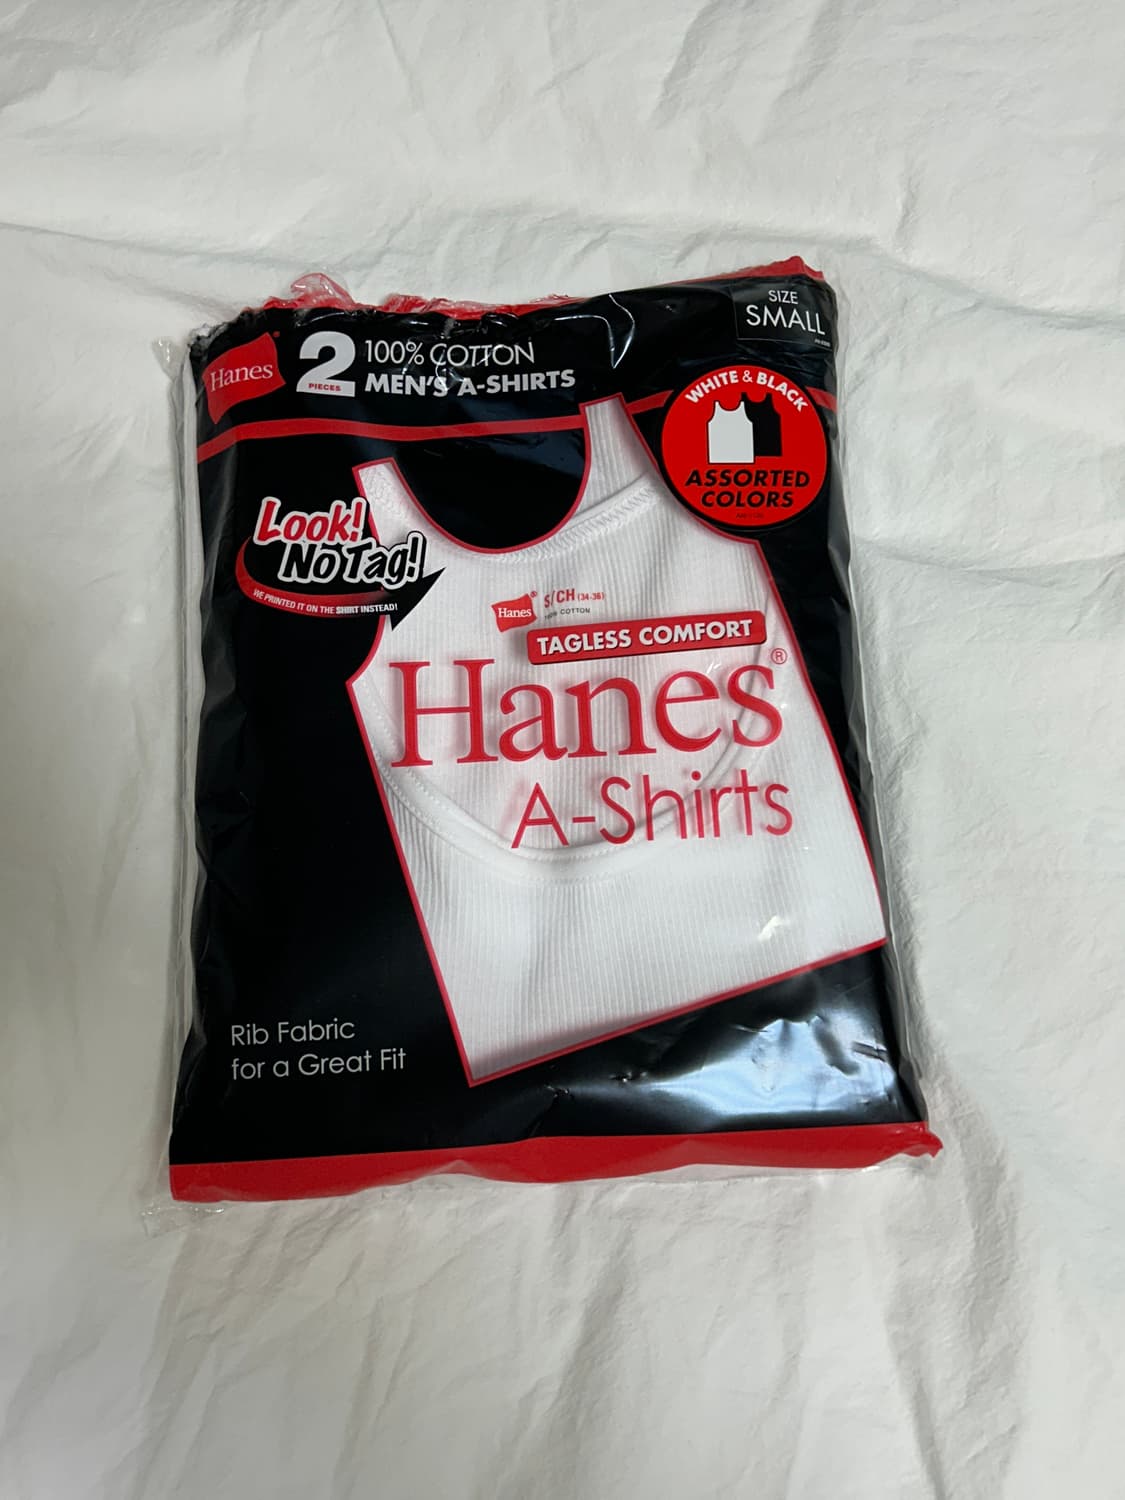 SIZE
SMALL
Hanes
2
PIECES
100% COTTON
MEN'S A-SHIRTS
WHITE & BLACK
ASSORTED
COLORS
Look!
No Tag!
WE PRINTED IT ON THE SHIRT INSTEAD!
Hanes® S/CH (34-36)
COTTON
TAGLESS COMFORT
Hanes®
A-Shirts
Rib Fabric
for a Great Fit